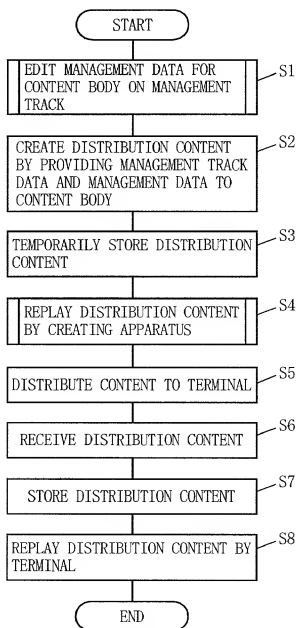 START
EDIT MANAGEMENT DATA FOR
CONTENT BODY ON MANAGEMENT
TRACK
S1
CREATE DISTRIBUTION CONTENT
BY PROVIDING MANAGEMENT TRACK
DATA AND MANAGEMENT DATA TO
CONTENT BODY
S2
TEMPORARILY STORE DISTRIBUTION
CONTENT
S3
REPLAY DISTRIBUTION CONTENT
BY CREATING APPARATUS
S4
DISTRIBUTE CONTENT TO TERMINAL
S5
RECEIVE DISTRIBUTION CONTENT
S6
STORE DISTRIBUTION CONTENT
S7
REPLAY DISTRIBUTION CONTENT BY
TERMINAL
S8
END